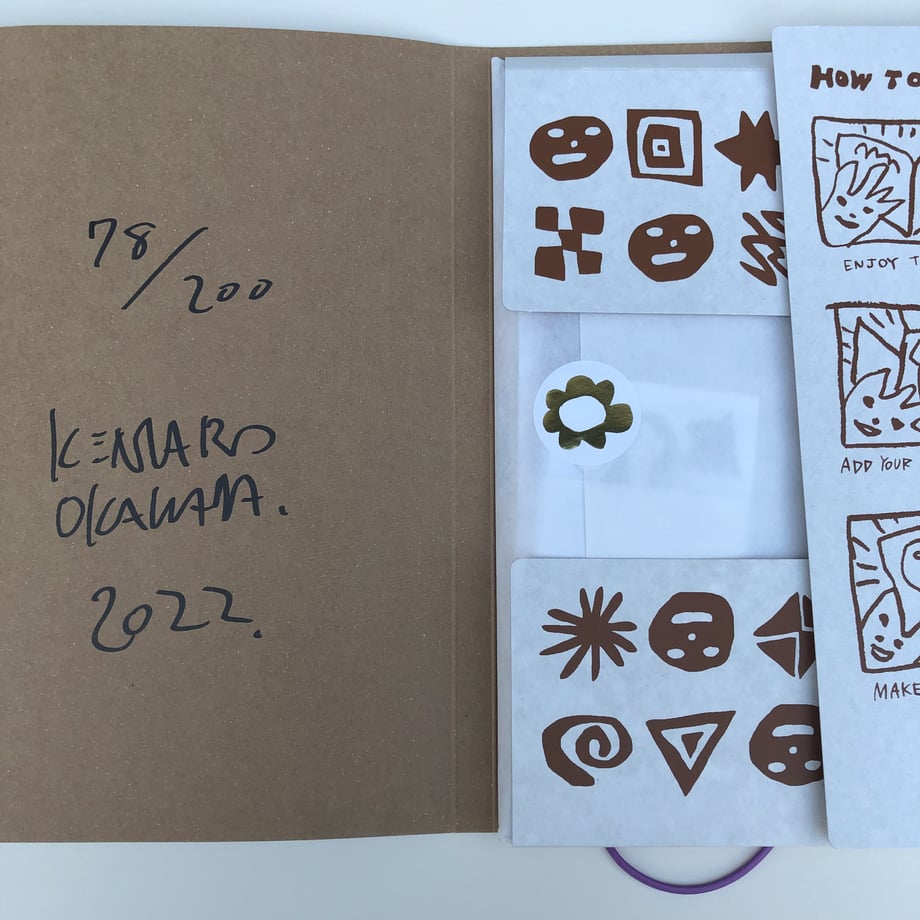 78/200
KENTARO
OKAWARA.
2022.
HOW TO
ENJOY T
ADD YOUR
MAKE